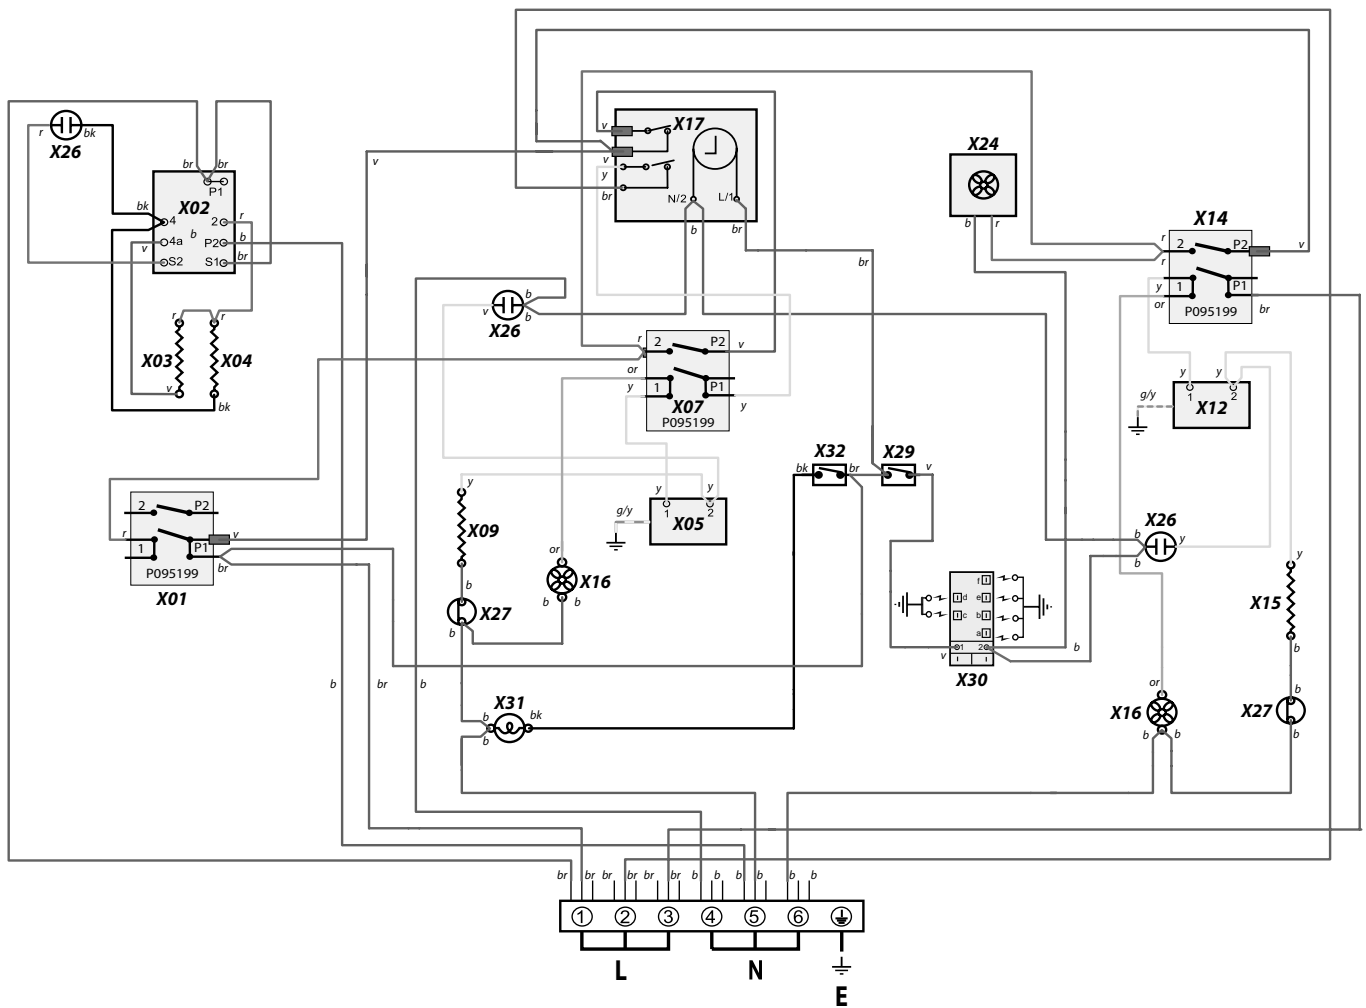 X26
r
bk
br
br
P1
X02
bk
4
2
r
b
v
4a
P2
b
S2
S1
br
r
r
X03
X04
v
bk
v
v
X17
v
y
br
N/2
L/1
b
br
br
X24
b
r
X14
r
2
P2
v
r
y
1
P1
or
br
P095199
b
v
b
X26
r
2
P2
v
or
1
P1
y
X07
y
P095199
y
y
g/y
1
2
X12
X32
X29
bk
br
v
y
X09
y
y
g/y
1
2
X05
2
P2
r
1
P1
v
br
P095199
X01
b
X26
y
b
or
X16
b
b
b
X27
b
f
d
e
c
b
a
1
2
v
b
X30
y
X15
b
b
X27
b
or
X16
b
b
b
br
b
X31
b
bk
b
br
br
br
br
br
br
b
b
b
b
b
b
1
2
3
4
5
6
L
N
E